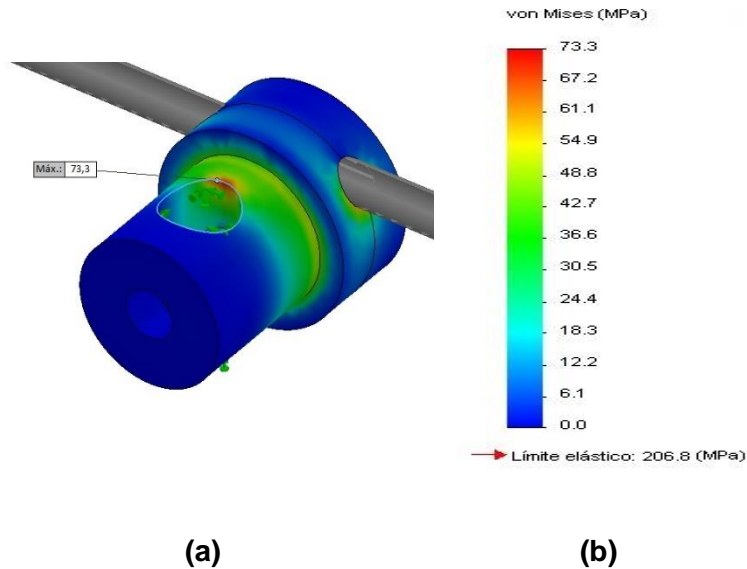 von Mises (MPa)
Máx.: 73,3
73.3
67.2
61.1
54.9
48.8
42.7
36.6
30.5
24.4
18.3
12.2
6.1
0.0
Límite elástico: 206.8 (MPa)
(a)
(b)